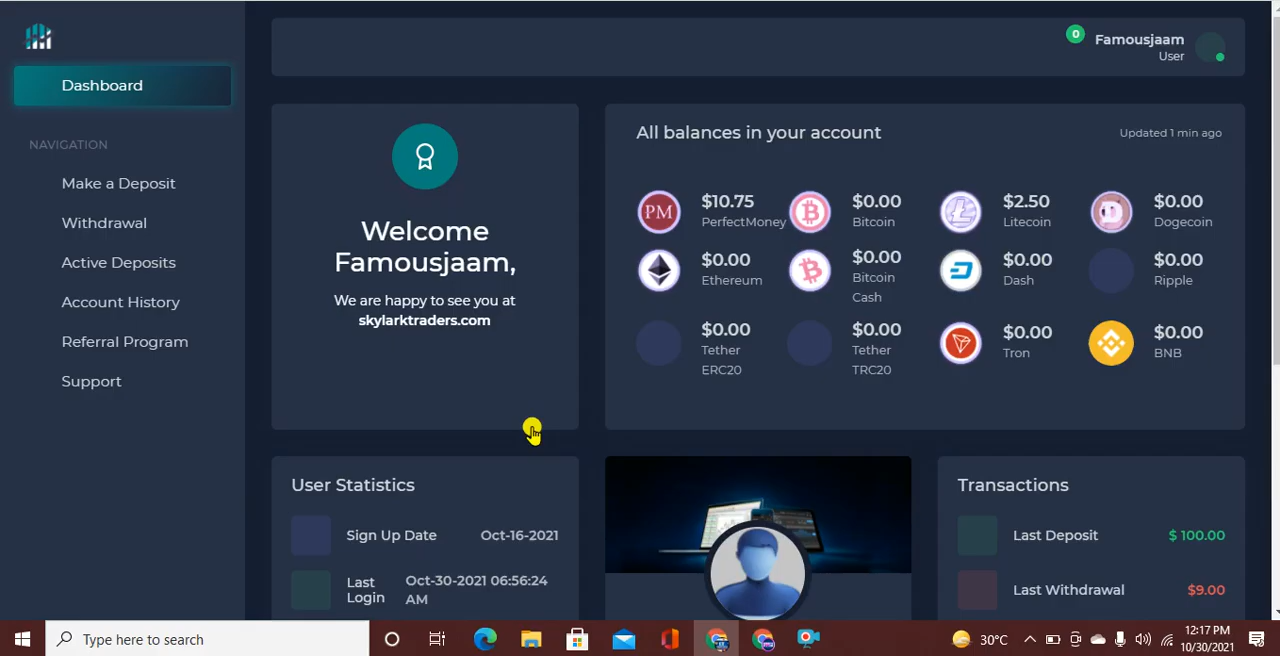 Dashboard
NAVIGATION
Make a Deposit
Withdrawal
Active Deposits
Account History
Referral Program
Support
0
Famousjaam
User
Welcome
Famousjaam,
We are happy to see you at
skylarktraders.com
All balances in your account
Updated 1 min ago
PM
$10.75
PerfectMoney
$0.00
Bitcoin
$2.50
Litecoin
$0.00
Dogecoin
$0.00
Ethereum
$0.00
Bitcoin
Cash
$0.00
Dash
$0.00
Ripple
$0.00
Tether
ERC20
$0.00
Tether
TRC20
$0.00
Tron
$0.00
BNB
User Statistics
Sign Up Date
Oct-16-2021
Last
Login
Oct-30-2021 06:56:24
AM
Transactions
Last Deposit
$ 100.00
Last Withdrawal
$9.00
Type here to search
30°C
12:17 PM
10/30/2021